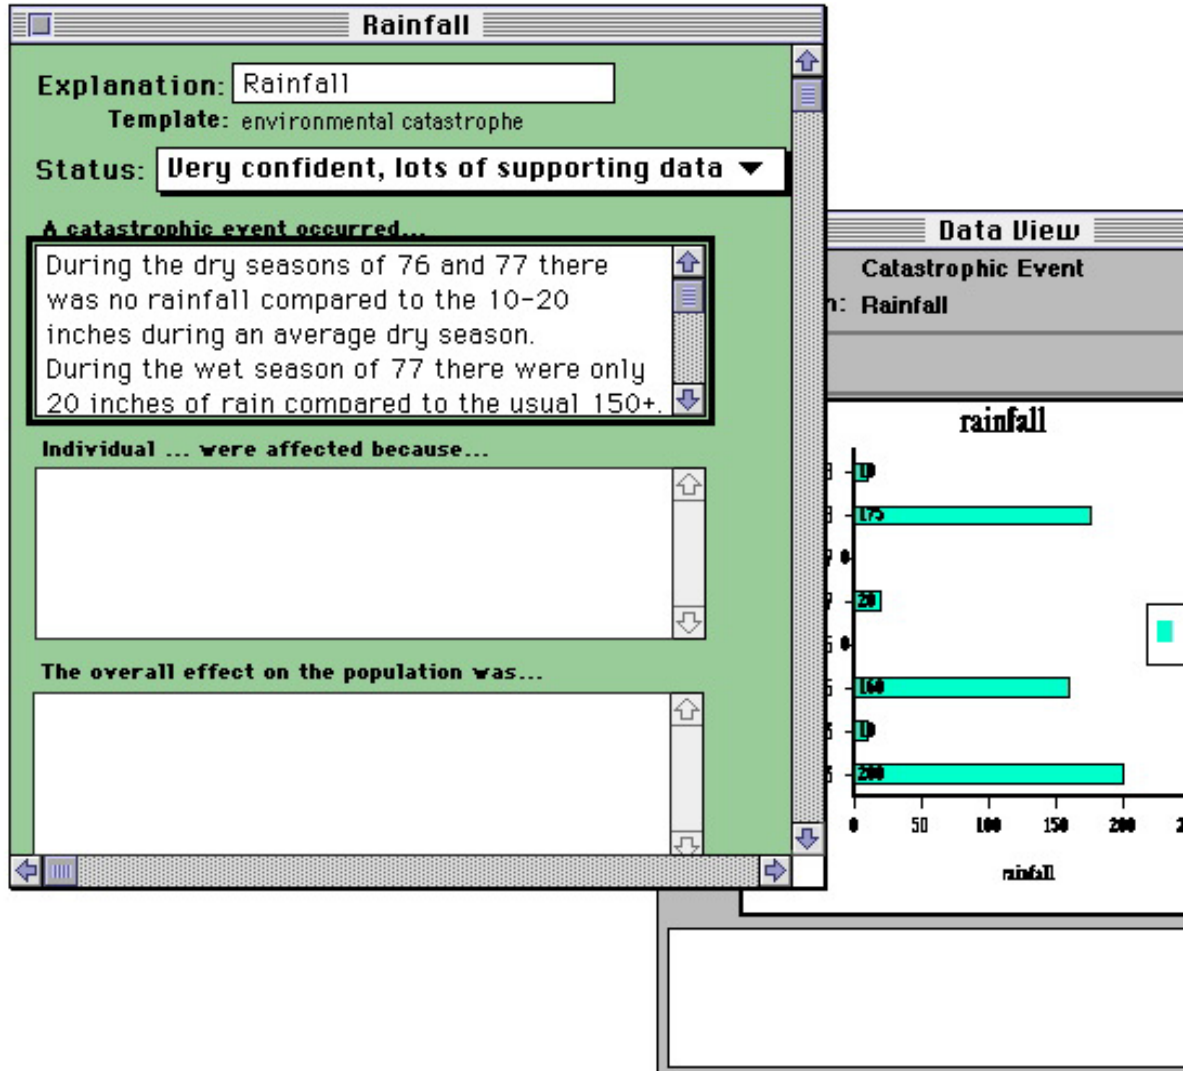 Rainfall
Explanation: Rainfall
Template: environmental catastrophe
Status: Very confident, lots of supporting data
A catastrophic event occurred...
During the dry seasons of 76 and 77 there
was no rainfall compared to the 10-20
inches during an average dry season.
During the wet season of 77 there were only
20 inches of rain compared to the usual 150+.
Individual ... were affected because...
The overall effect on the population was...
Data View
Catastrophic Event
Rainfall
rainfall
10
175
0
20
0
160
10
200
0 50 100 150 200
rainfall